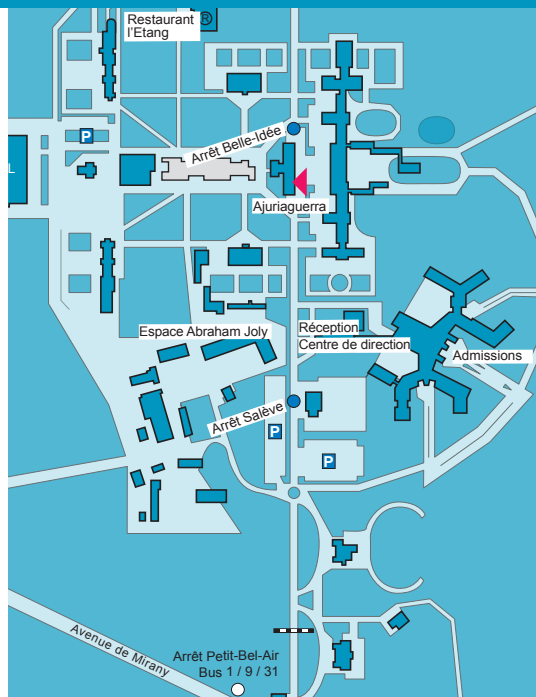 Restaurant
l'Etang
®
P
Arrêt Belle-Idée
L
Ajuriaguerra
Espace Abraham Joly
Réception
Centre de direction
Admissions
Arrêt Salève
P
P
Avenue de Mirany
Arrêt Petit-Bel-Air
Bus 1 / 9 / 31